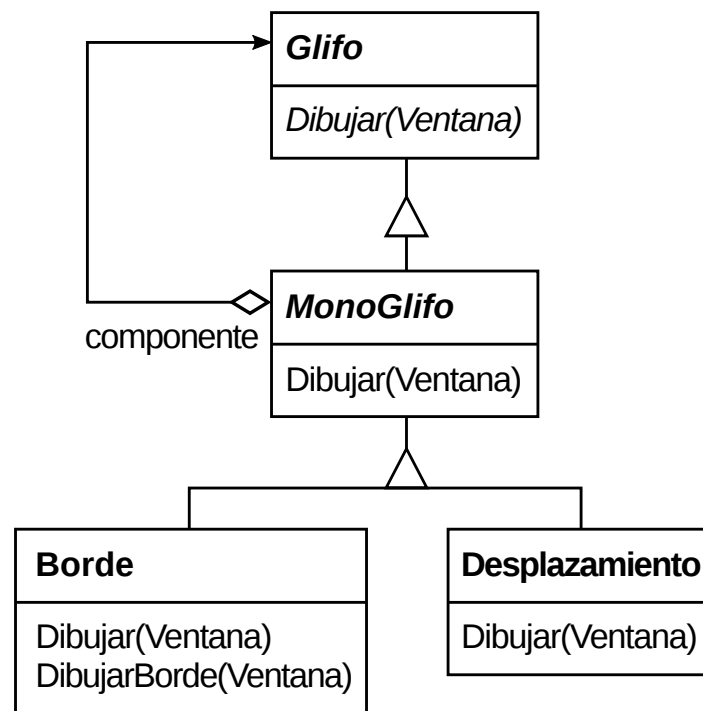 Glifo
Dibujar(Ventana)
componente
MonoGlifo
Dibujar(Ventana)
Borde
Dibujar(Ventana)
DibujarBorde(Ventana)
Desplazamiento
Dibujar(Ventana)